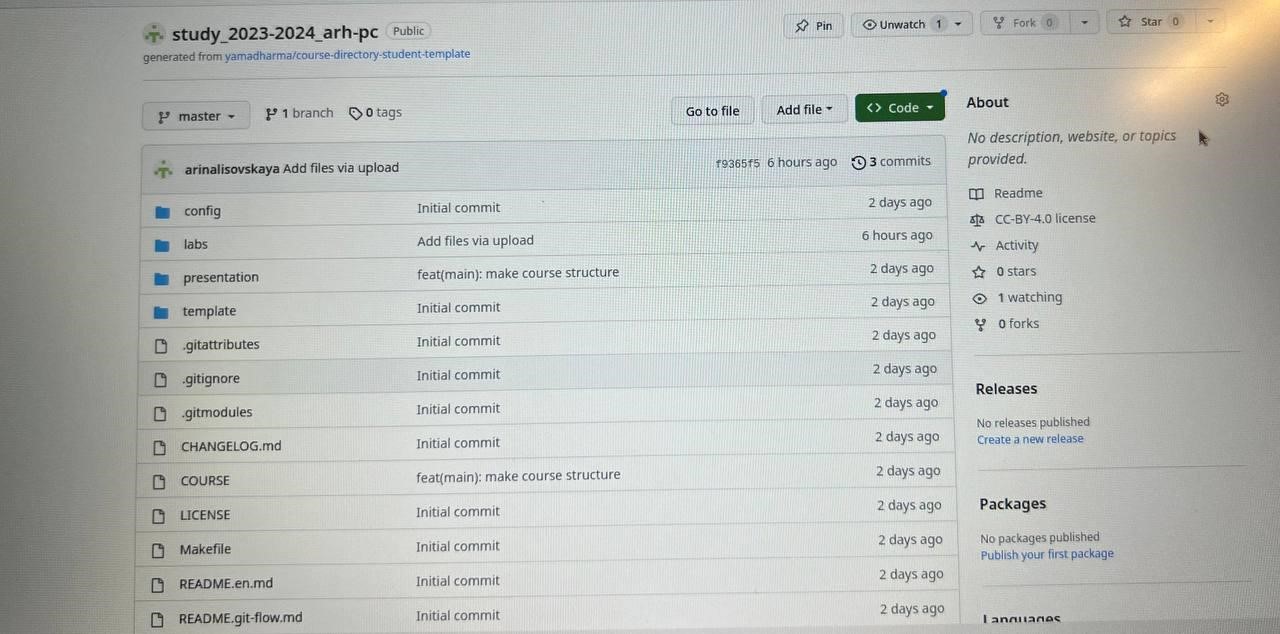 study_2023-2024_arh-pc Public Pin Unwatch 1 Fork 0 Star 0
generated from yamadharma/course-directory-student-template
master 1 branch 0 tags Go to file Add file <> Code
arinalisovskaya Add files via upload f9365f5 6 hours ago 3 commits
config Initial commit 2 days ago
labs Add files via upload 6 hours ago
presentation feat(main): make course structure 2 days ago
template Initial commit 2 days ago
.gitattributes Initial commit 2 days ago
.gitignore Initial commit 2 days ago
.gitmodules Initial commit 2 days ago
CHANGELOG.md Initial commit 2 days ago
COURSE feat(main): make course structure 2 days ago
LICENSE Initial commit 2 days ago
Makefile Initial commit 2 days ago
README.en.md Initial commit 2 days ago
README.git-flow.md Initial commit 2 days ago
About
No description, website, or topics
provided.
Readme
CC-BY-4.0 license
Activity
0 stars
1 watching
0 forks
Releases
No releases published
Create a new release
Packages
No packages published
Publish your first package
Languages